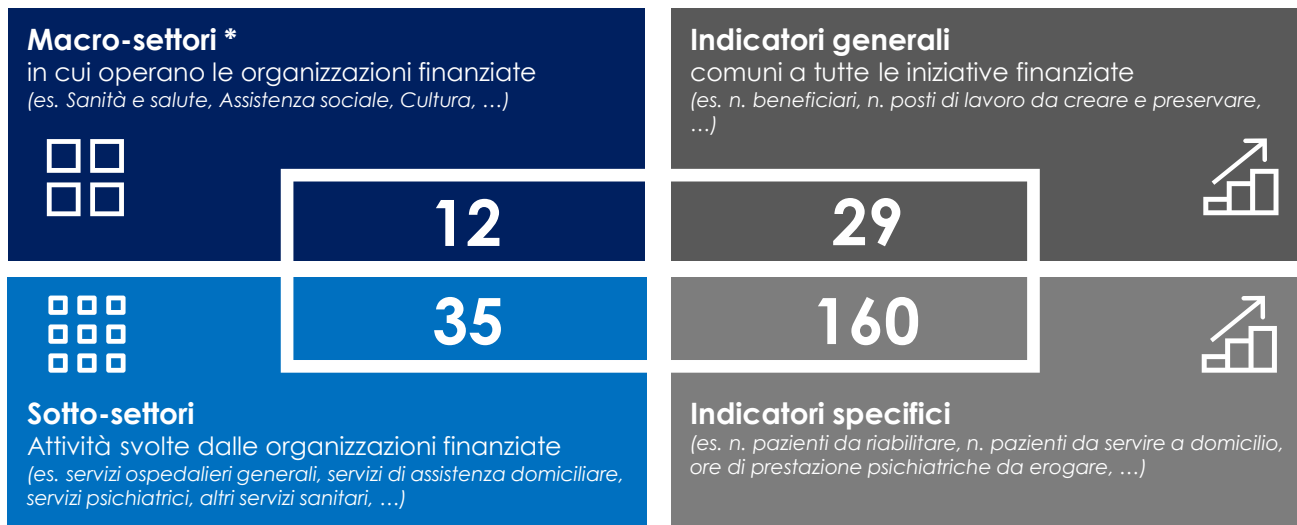 Macro-settori *
in cui operano le organizzazioni finanziate
(es. Sanità e salute, Assistenza sociale, Cultura, …)
12
Indicatori generali
comuni a tutte le iniziative finanziate
(es. n. beneficiari, n. posti di lavoro da creare e preservare,
…)
29
35
Sotto-settori
Attività svolte dalle organizzazioni finanziate
(es. servizi ospedalieri generali, servizi di assistenza domiciliare,
servizi psichiatrici, altri servizi sanitari, …)
160
Indicatori specifici
(es. n. pazienti da riabilitare, n. pazienti da servire a domicilio,
ore di prestazione psichiatriche da erogare, …)